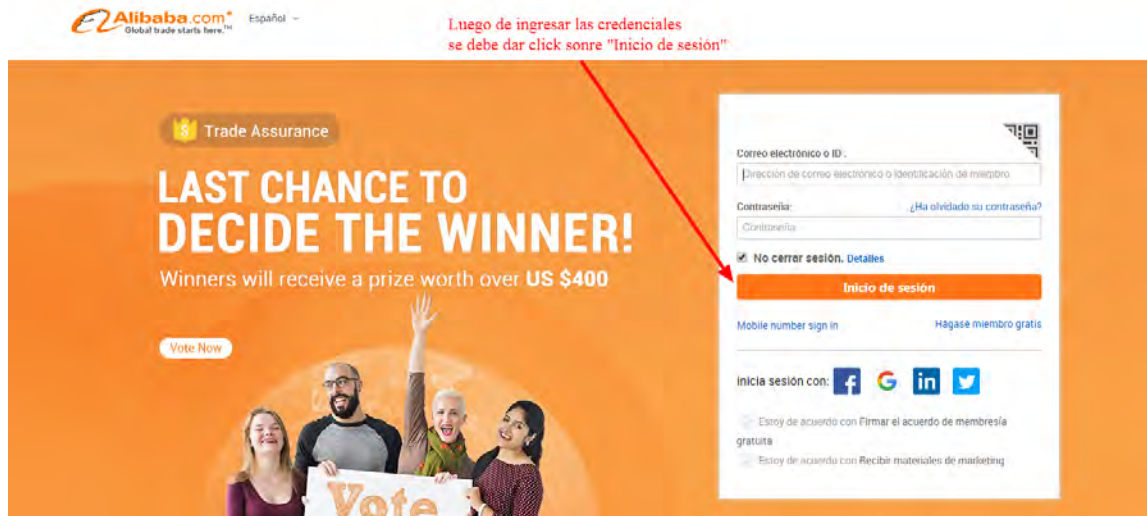 Alibaba.com®
Español
Global trade starts here.™
Luego de ingresar las credenciales
se debe dar click sonre "Inicio de sesión"
Trade Assurance
LAST CHANCE TO
DECIDE THE WINNER!
Winners will receive a prize worth over US $400
Vote Now
Vote
Correo electrónico o ID :
Dirección de correo electrónico o identificación de miembro
Contraseña: ¿Ha olvidado su contraseña?
Contraseña
No cerrar sesión. Detalles
Inicio de sesión
Mobile number sign in Hágase miembro gratis
inicia sesión con:
Estoy de acuerdo con Firmar el acuerdo de membresía
gratuita
Estoy de acuerdo con Recibir materiales de marketing